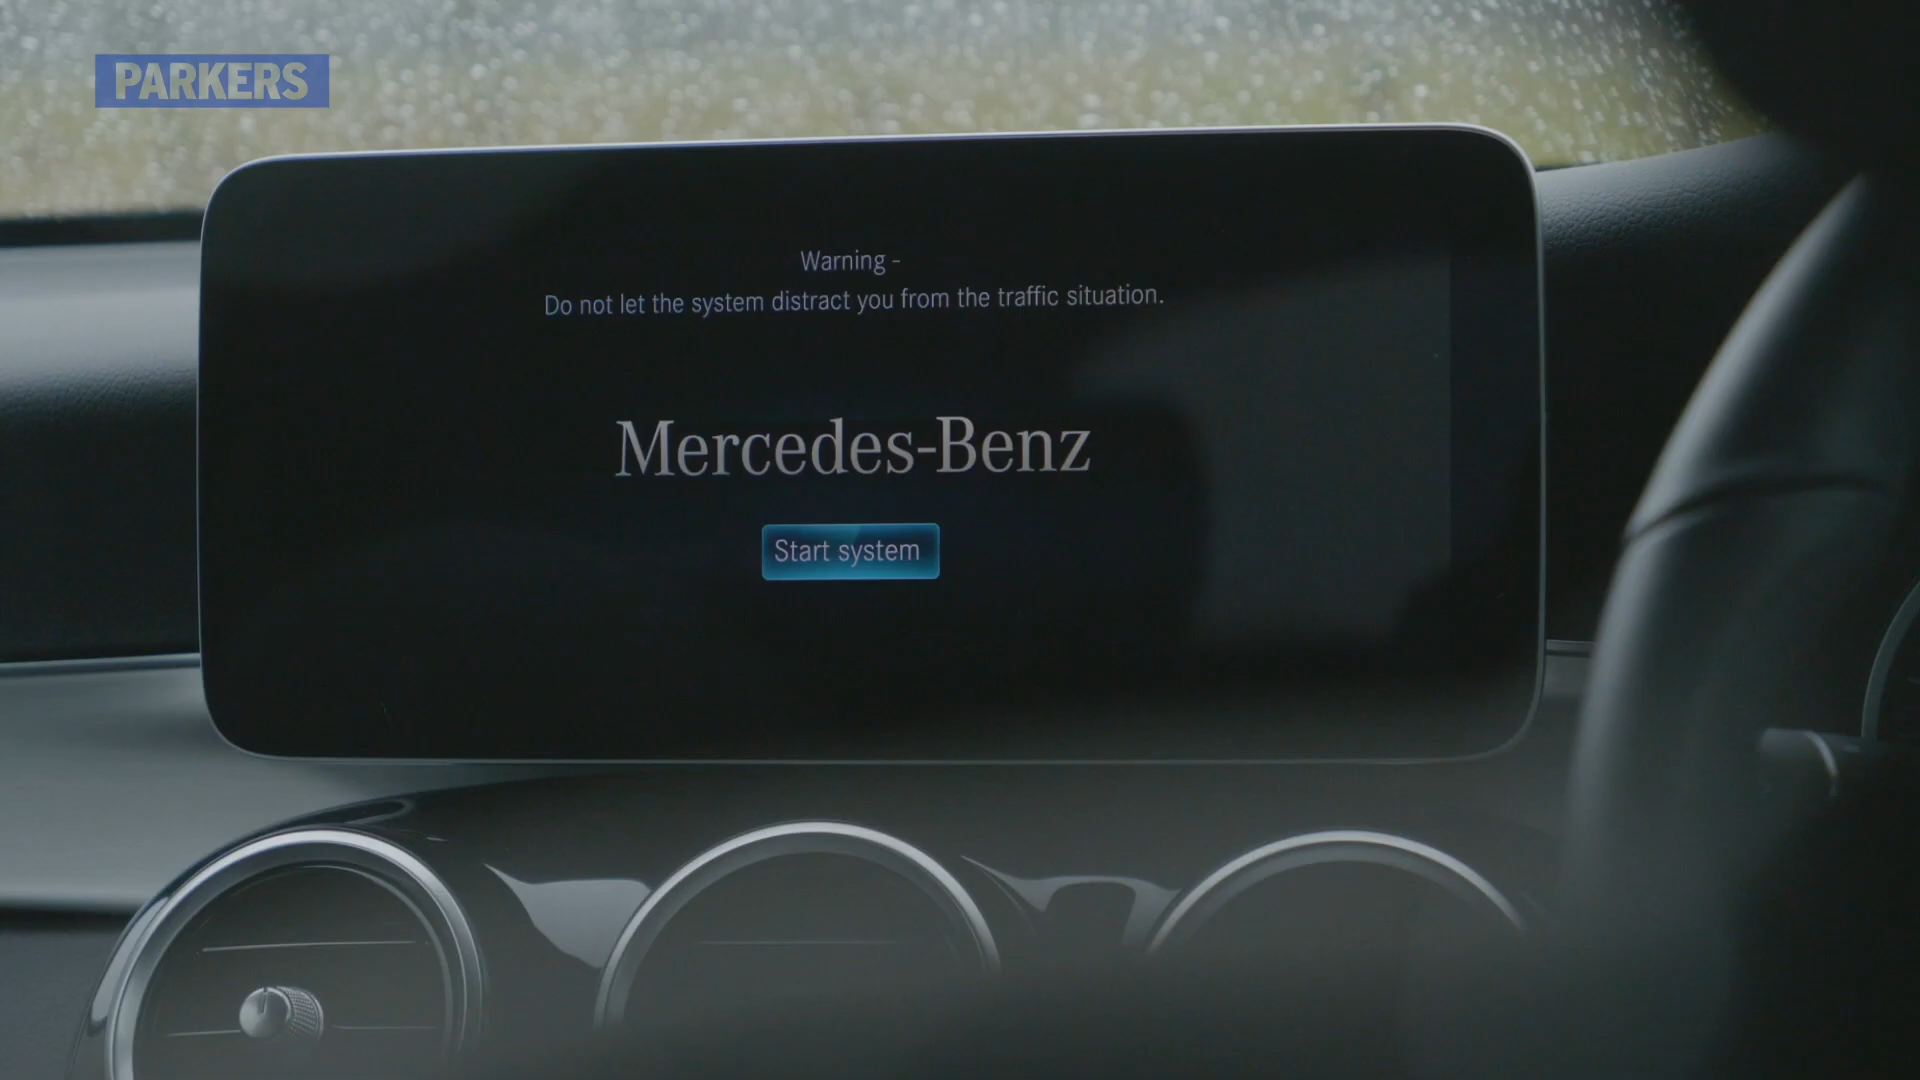 PARKERS
Warning -
Do not let the system distract you from the traffic situation.
Mercedes-Benz
Start system